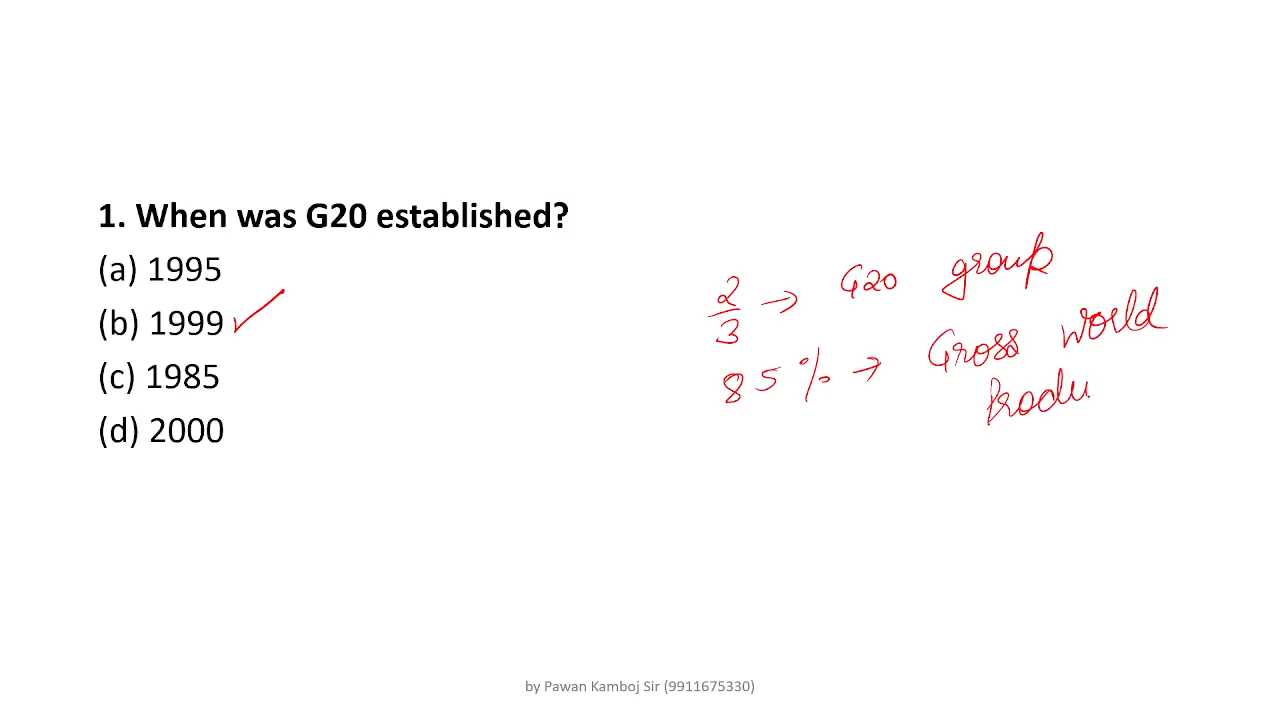 1. When was G20 established?
(a) 1995
(b) 1999
(c) 1985
(d) 2000
2/3 → G20 group
85% → Gross world
Produ
by Pawan Kamboj Sir (9911675330)